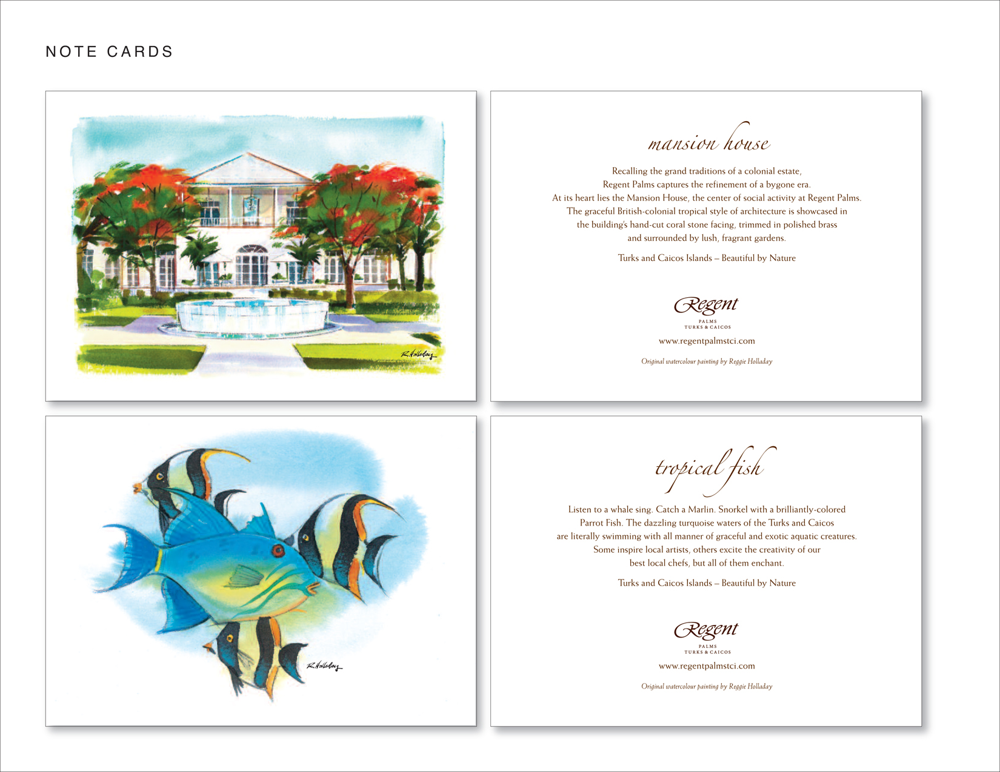 NOTE CARDS
R. Holladay
mansion house
Recalling the grand traditions of a colonial estate,
Regent Palms captures the refinement of a bygone era.
At its heart lies the Mansion House, the center of social activity at Regent Palms.
The graceful British-colonial tropical style of architecture is showcased in
the building's hand-cut coral stone facing, trimmed in polished brass
and surrounded by lush, fragrant gardens.
Turks and Caicos Islands – Beautiful by Nature
Regent
PALMS
TURKS & CAICOS
www.regentpalmstci.com
Original watercolour painting by Reggie Holladay
R. Holladay
tropical fish
Listen to a whale sing. Catch a Marlin. Snorkel with a brilliantly-colored
Parrot Fish. The dazzling turquoise waters of the Turks and Caicos
are literally swimming with all manner of graceful and exotic aquatic creatures.
Some inspire local artists, others excite the creativity of our
best local chefs, but all of them enchant.
Turks and Caicos Islands – Beautiful by Nature
Regent
PALMS
TURKS & CAICOS
www.regentpalmstci.com
Original watercolour painting by Reggie Holladay